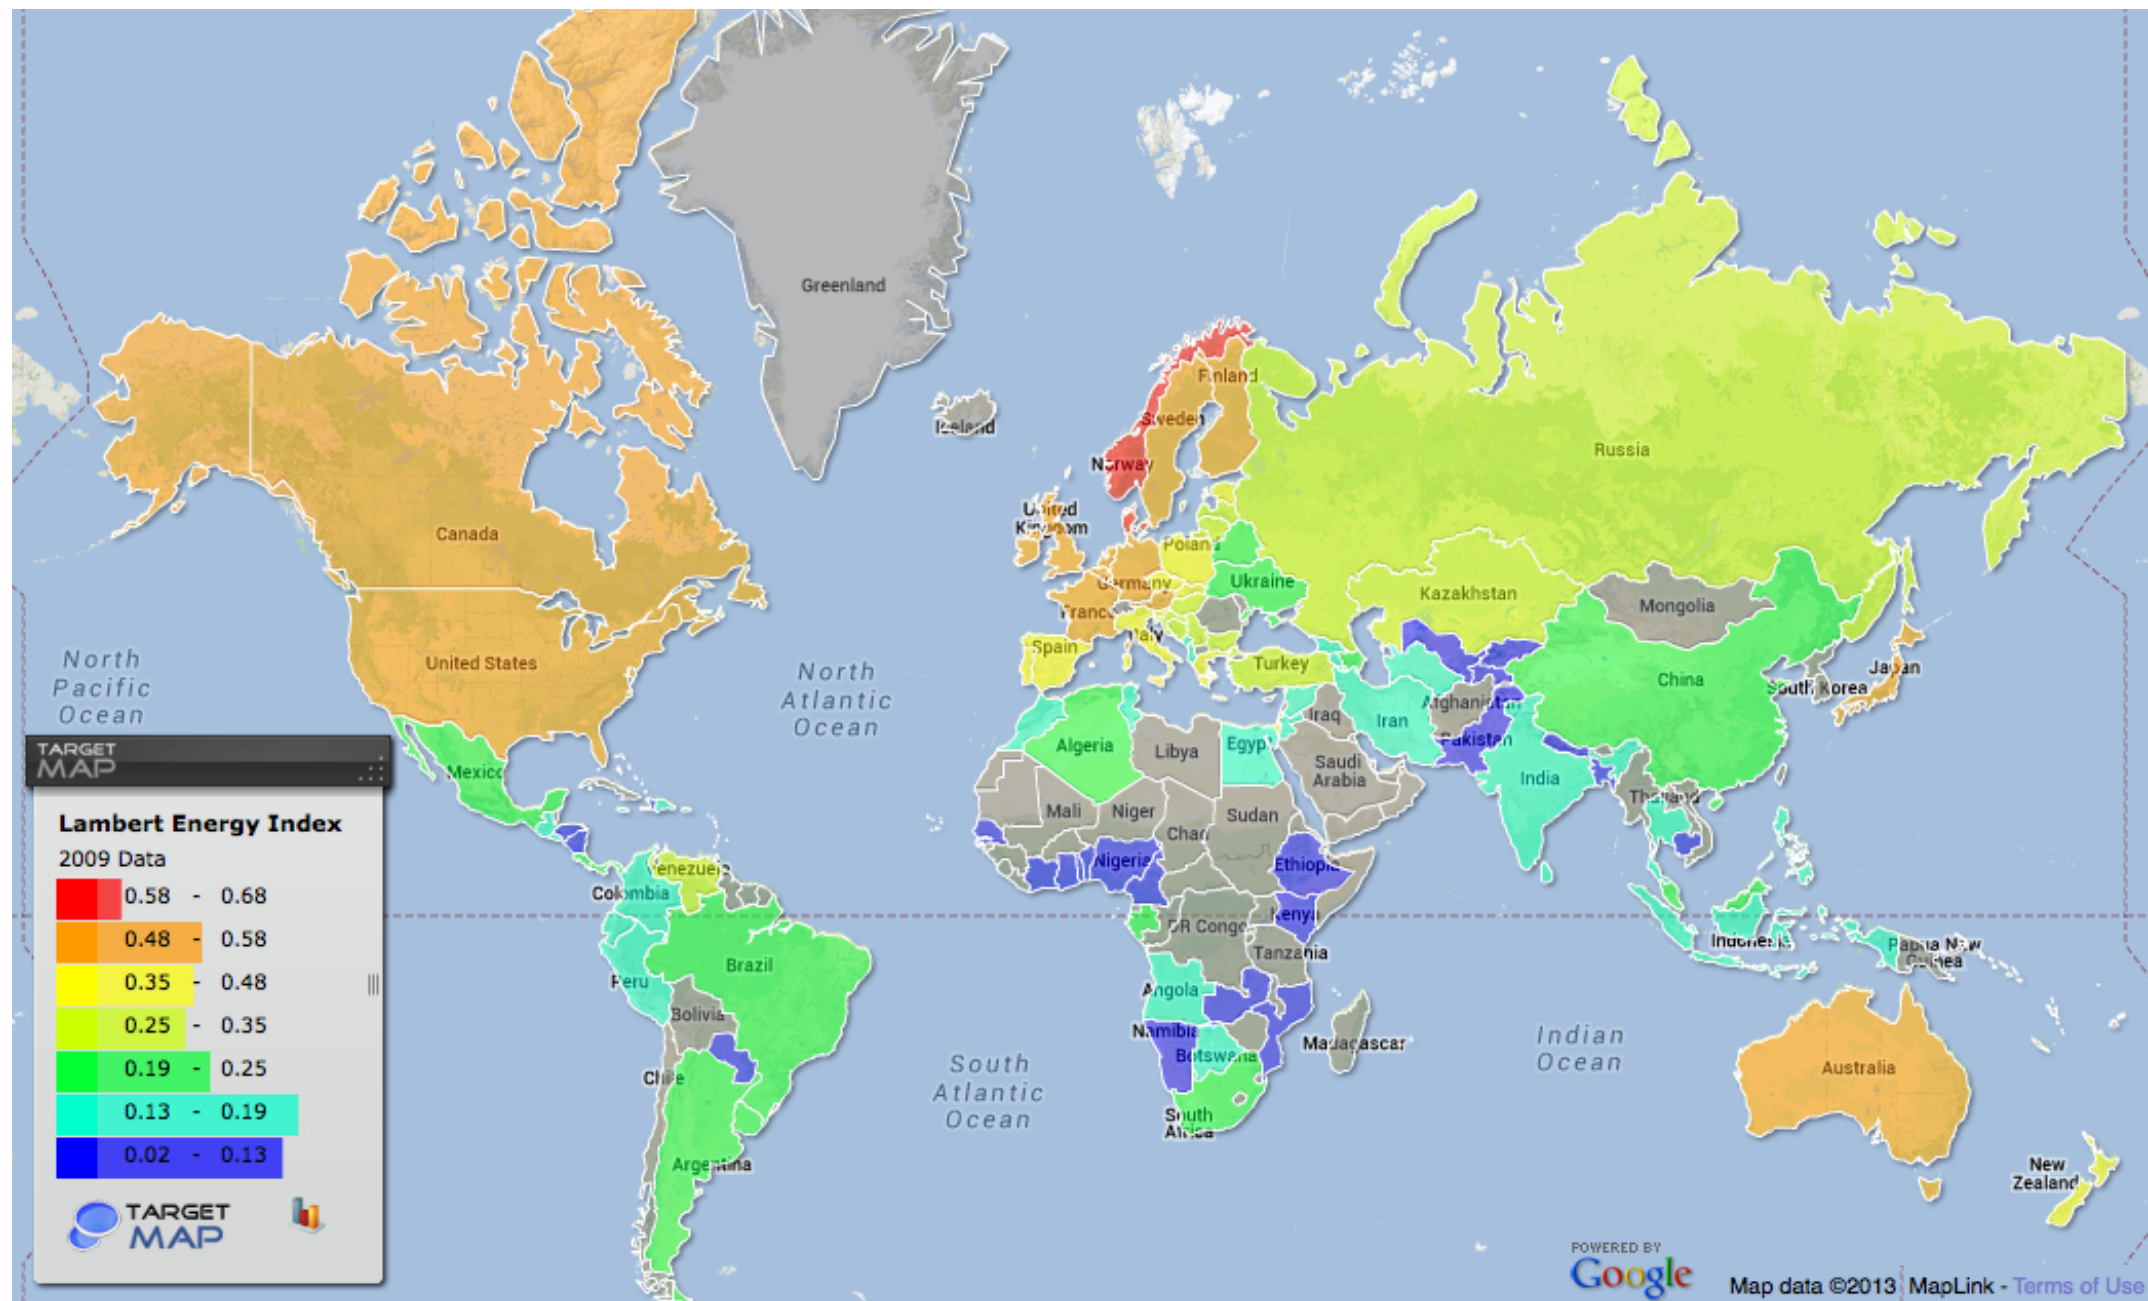 Greenland
Iceland
Finland
Sweden
Norway
Russia
United
Kingdom
Canada
Poland
Germany
Ukraine
Kazakhstan
Mongolia
France
Italy
Spain
Turkey
United States
North
Pacific
Ocean
North
Atlantic
Ocean
China
Japan
South Korea
Afghanistan
Iraq
Iran
Pakistan
Algeria
Libya
Egypt
Saudi
Arabia
India
Mexico
Mali
Niger
Chad
Sudan
Thailand
Nigeria
Ethiopia
Venezuela
Colombia
Kenya
DR Congo
Tanzania
Indonesia
Papua New
Guinea
Brazil
Peru
Angola
Bolivia
Namibia
Botswana
Madagascar
Indian
Ocean
Australia
South
Atlantic
Ocean
Chile
South
Africa
Argentina
New
Zealand
TARGET
MAP
Lambert Energy Index
2009 Data
0.58 - 0.68
0.48 - 0.58
0.35 - 0.48
0.25 - 0.35
0.19 - 0.25
0.13 - 0.19
0.02 - 0.13
TARGET
MAP
POWERED BY
Google
Map data ©2013 MapLink - Terms of Use